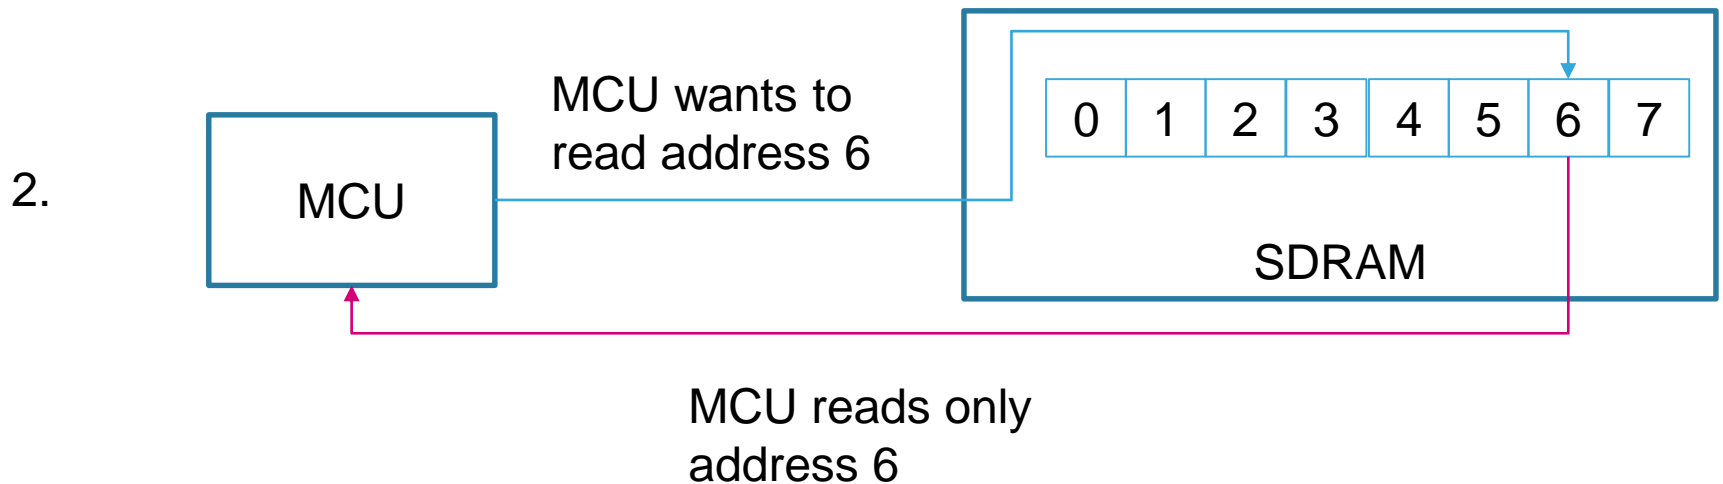 2.
MCU
MCU wants to
read address 6
0 1 2 3 4 5 6 7
SDRAM
MCU reads only
address 6